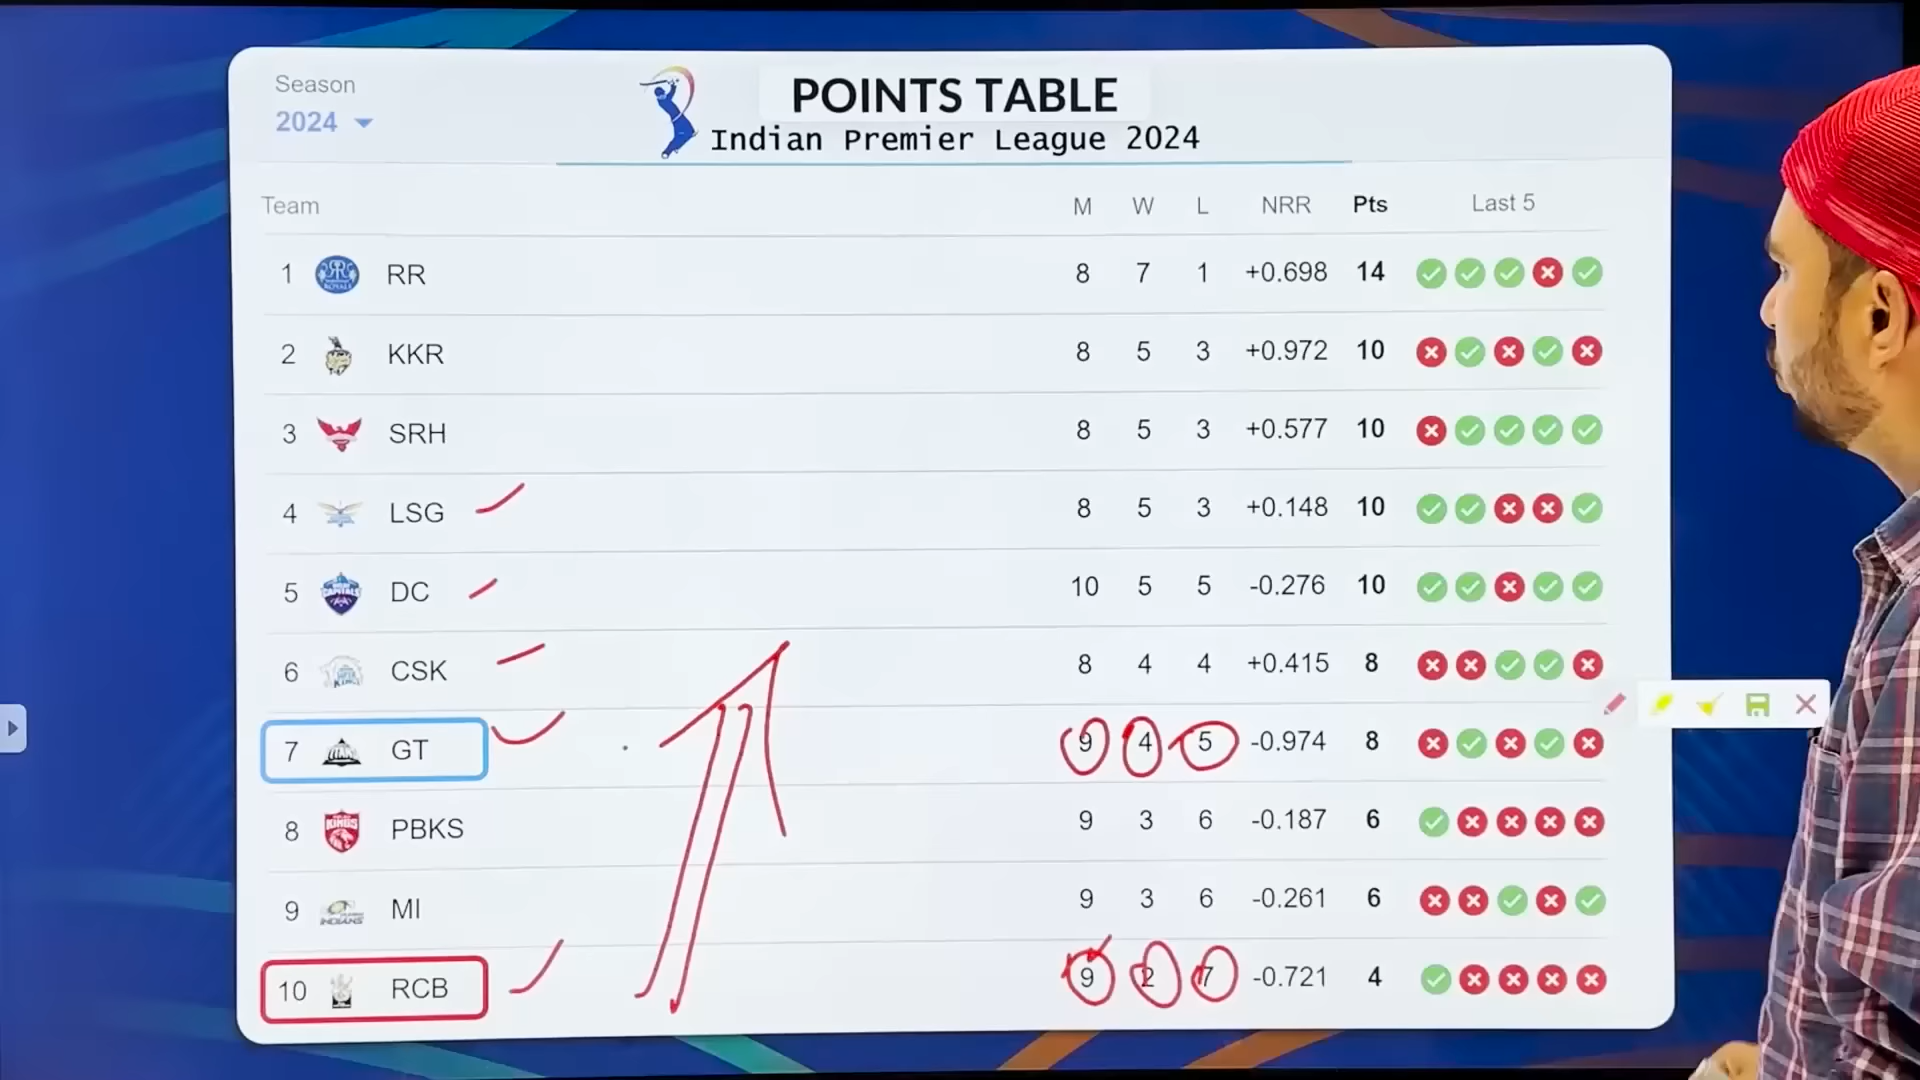 Season
2024
POINTS TABLE
Indian Premier League 2024
Team M W L NRR Pts Last 5
1 RR 8 7 1 +0.698 14
2 KKR 8 5 3 +0.972 10
3 SRH 8 5 3 +0.577 10
4 LSG 8 5 3 +0.148 10
5 DC 10 5 5 -0.276 10
6 CSK 8 4 4 +0.415 8
7 GT 9 4 5 -0.974 8
8 PBKS 9 3 6 -0.187 6
9 MI 9 3 6 -0.261 6
10 RCB 9 2 7 -0.721 4